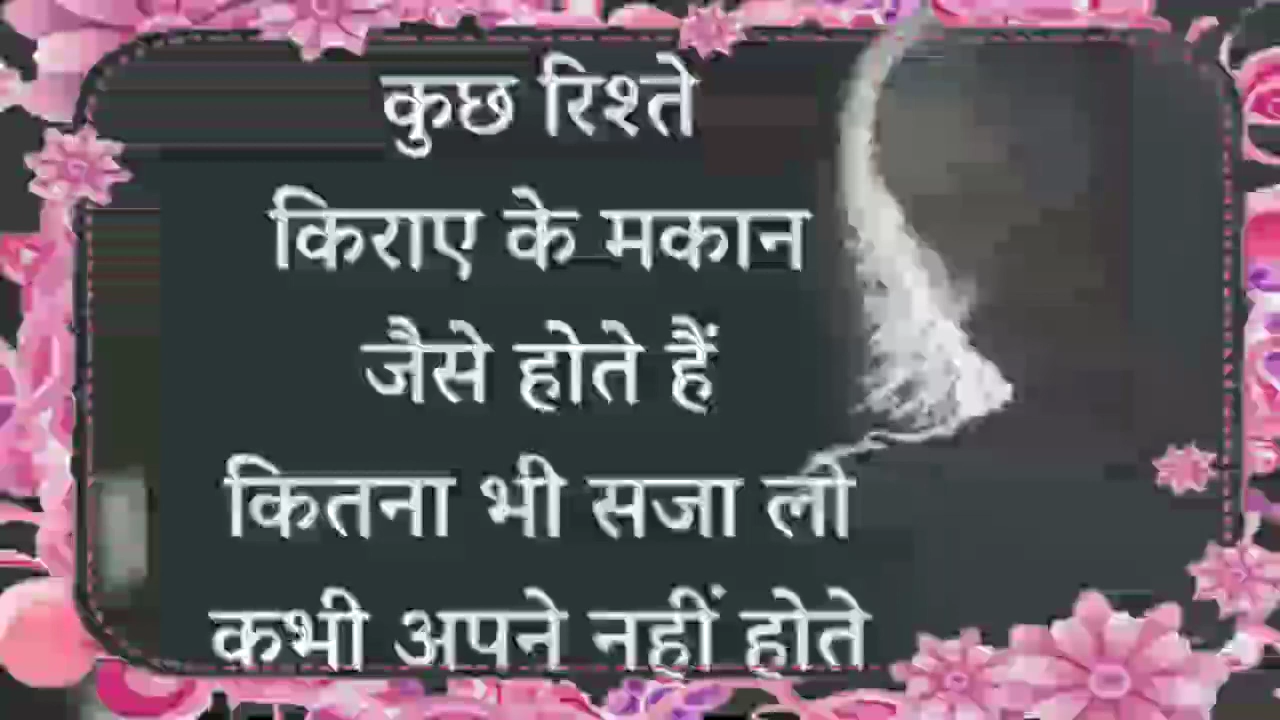 कुछ रिश्ते
किराए के मकान
जैसे होते हैं
कितना भी सजा लो
कभी अपने नहीं होते